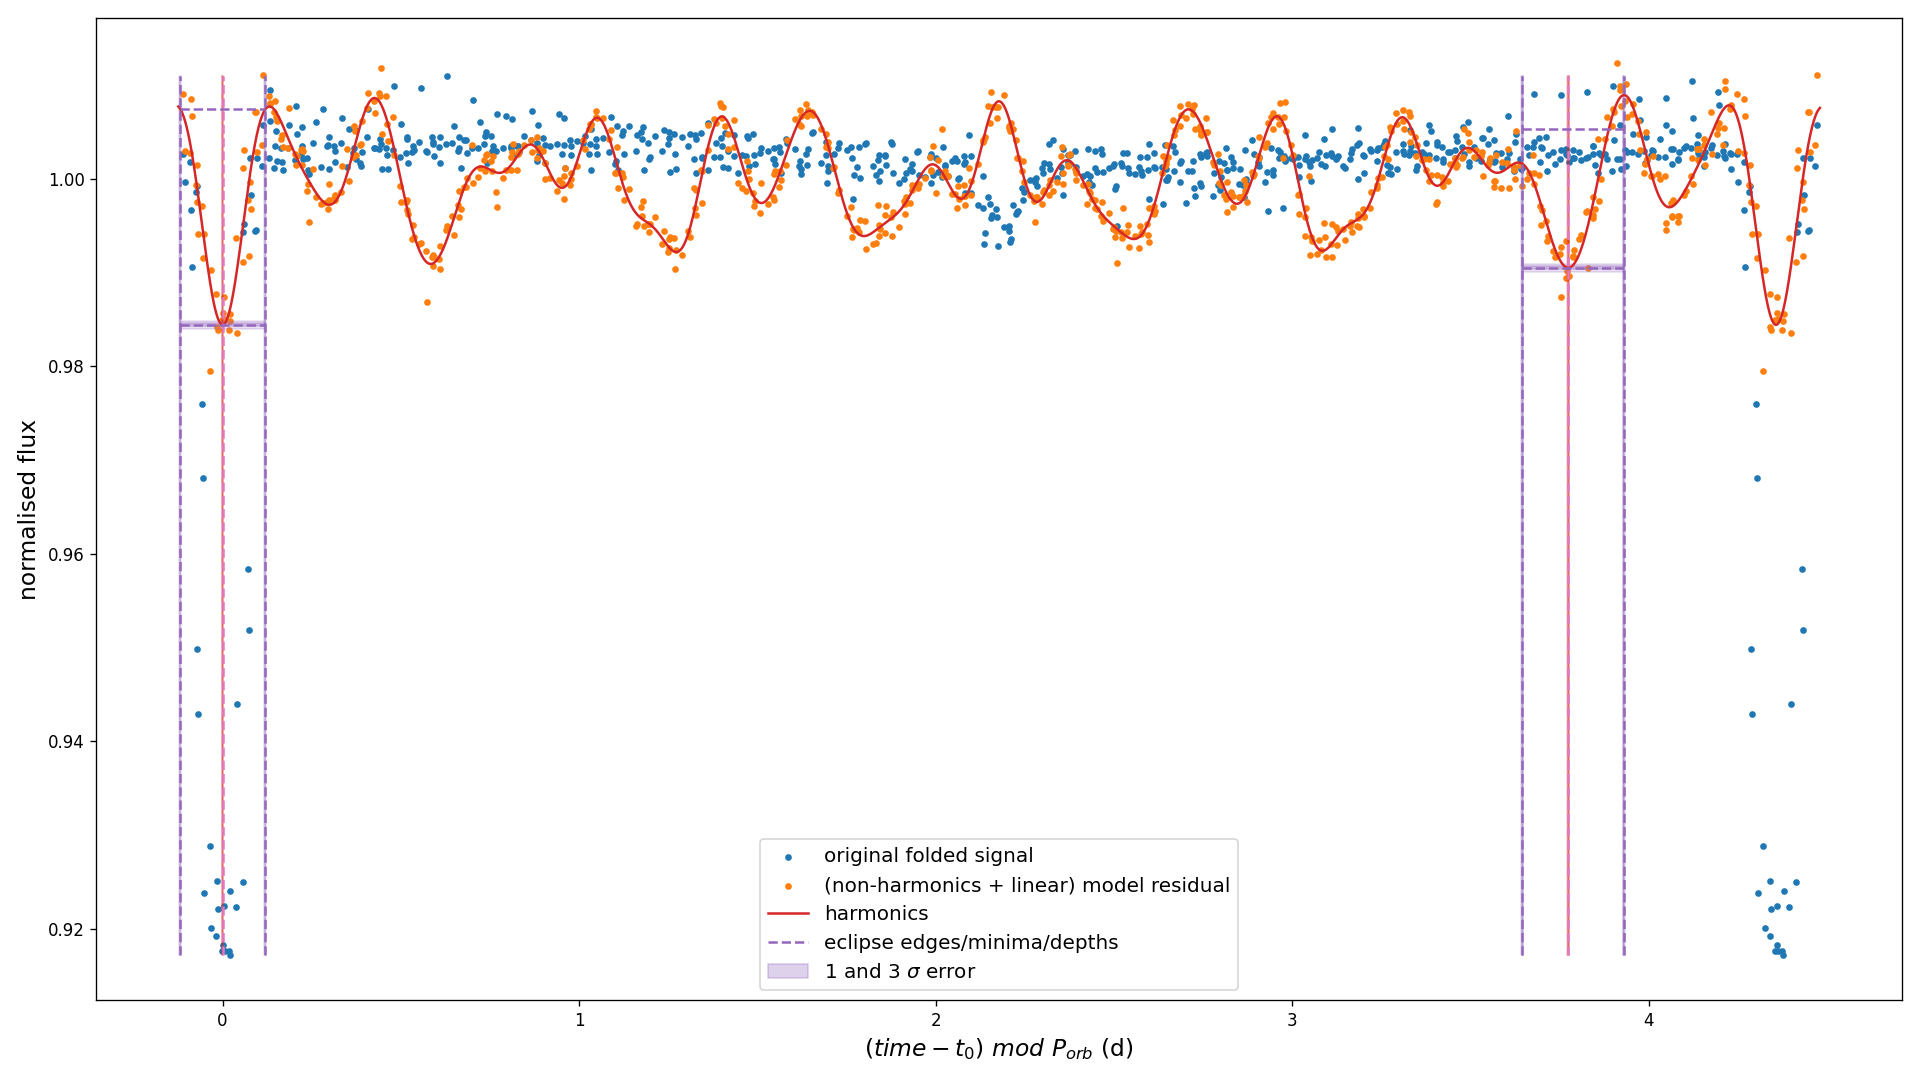 normalised flux
1.00
0.98
0.96
0.94
0.92
0
1
2
3
4
(time − t₀) mod P_orb (d)
original folded signal
(non-harmonics + linear) model residual
harmonics
eclipse edges/minima/depths
1 and 3 σ error